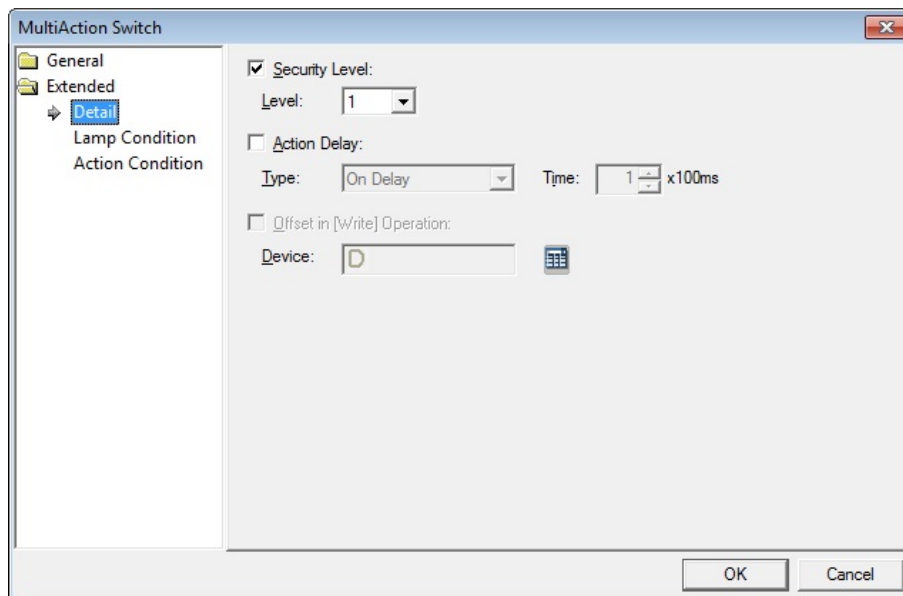 MultiAction Switch
General
Extended
Detail
Lamp Condition
Action Condition
Security Level:
Level: 1
Action Delay:
Type: On Delay Time: 1 x100ms
Offset in [Write] Operation:
Device: D
OK Cancel